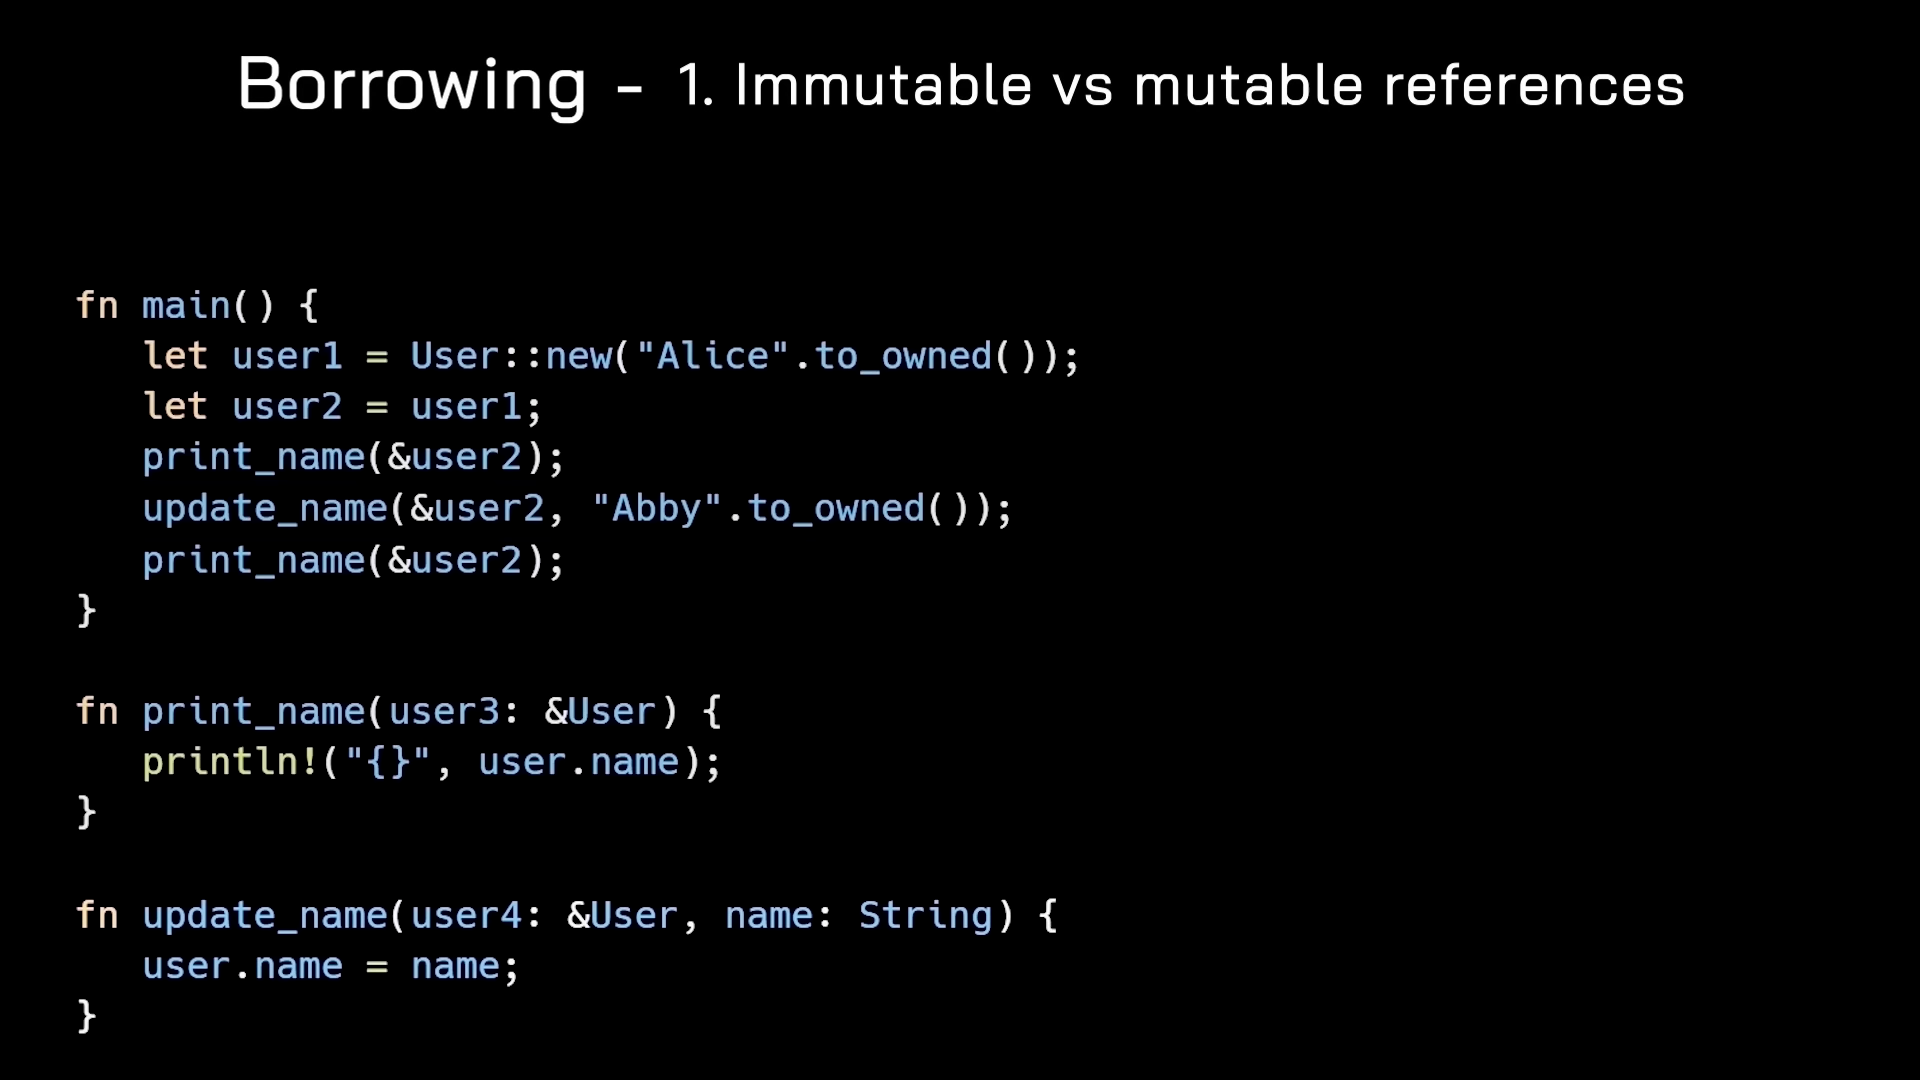 Borrowing - 1. Immutable vs mutable references
fn main() {
   let user1 = User::new("Alice".to_owned());
   let user2 = user1;
   print_name(&user2);
   update_name(&user2, "Abby".to_owned());
   print_name(&user2);
}
fn print_name(user3: &User) {
   println!("{}", user.name);
}
fn update_name(user4: &User, name: String) {
   user.name = name;
}